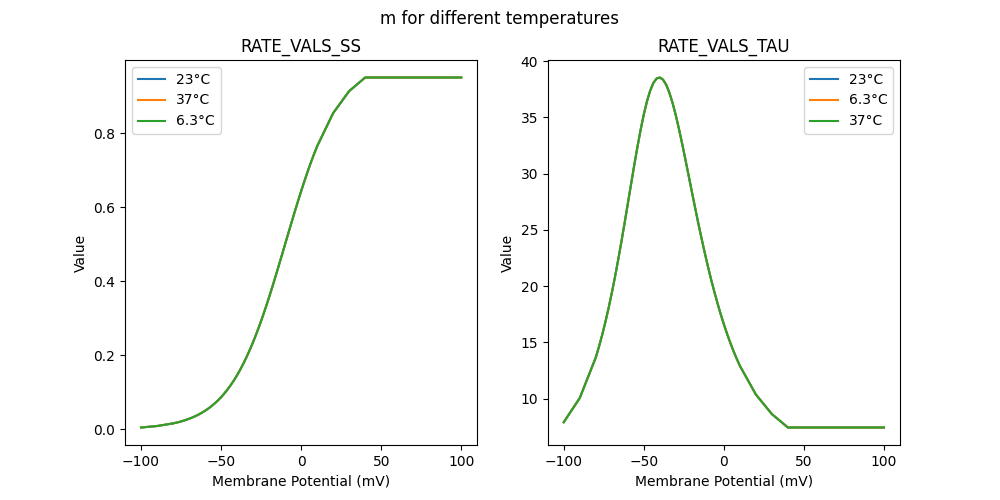 m for different temperatures
RATE_VALS_SS
23°C
37°C
6.3°C
Value
0.8
0.6
0.4
0.2
0.0
−100
−50
0
50
100
Membrane Potential (mV)
RATE_VALS_TAU
23°C
6.3°C
37°C
Value
40
35
30
25
20
15
10
−100
−50
0
50
100
Membrane Potential (mV)